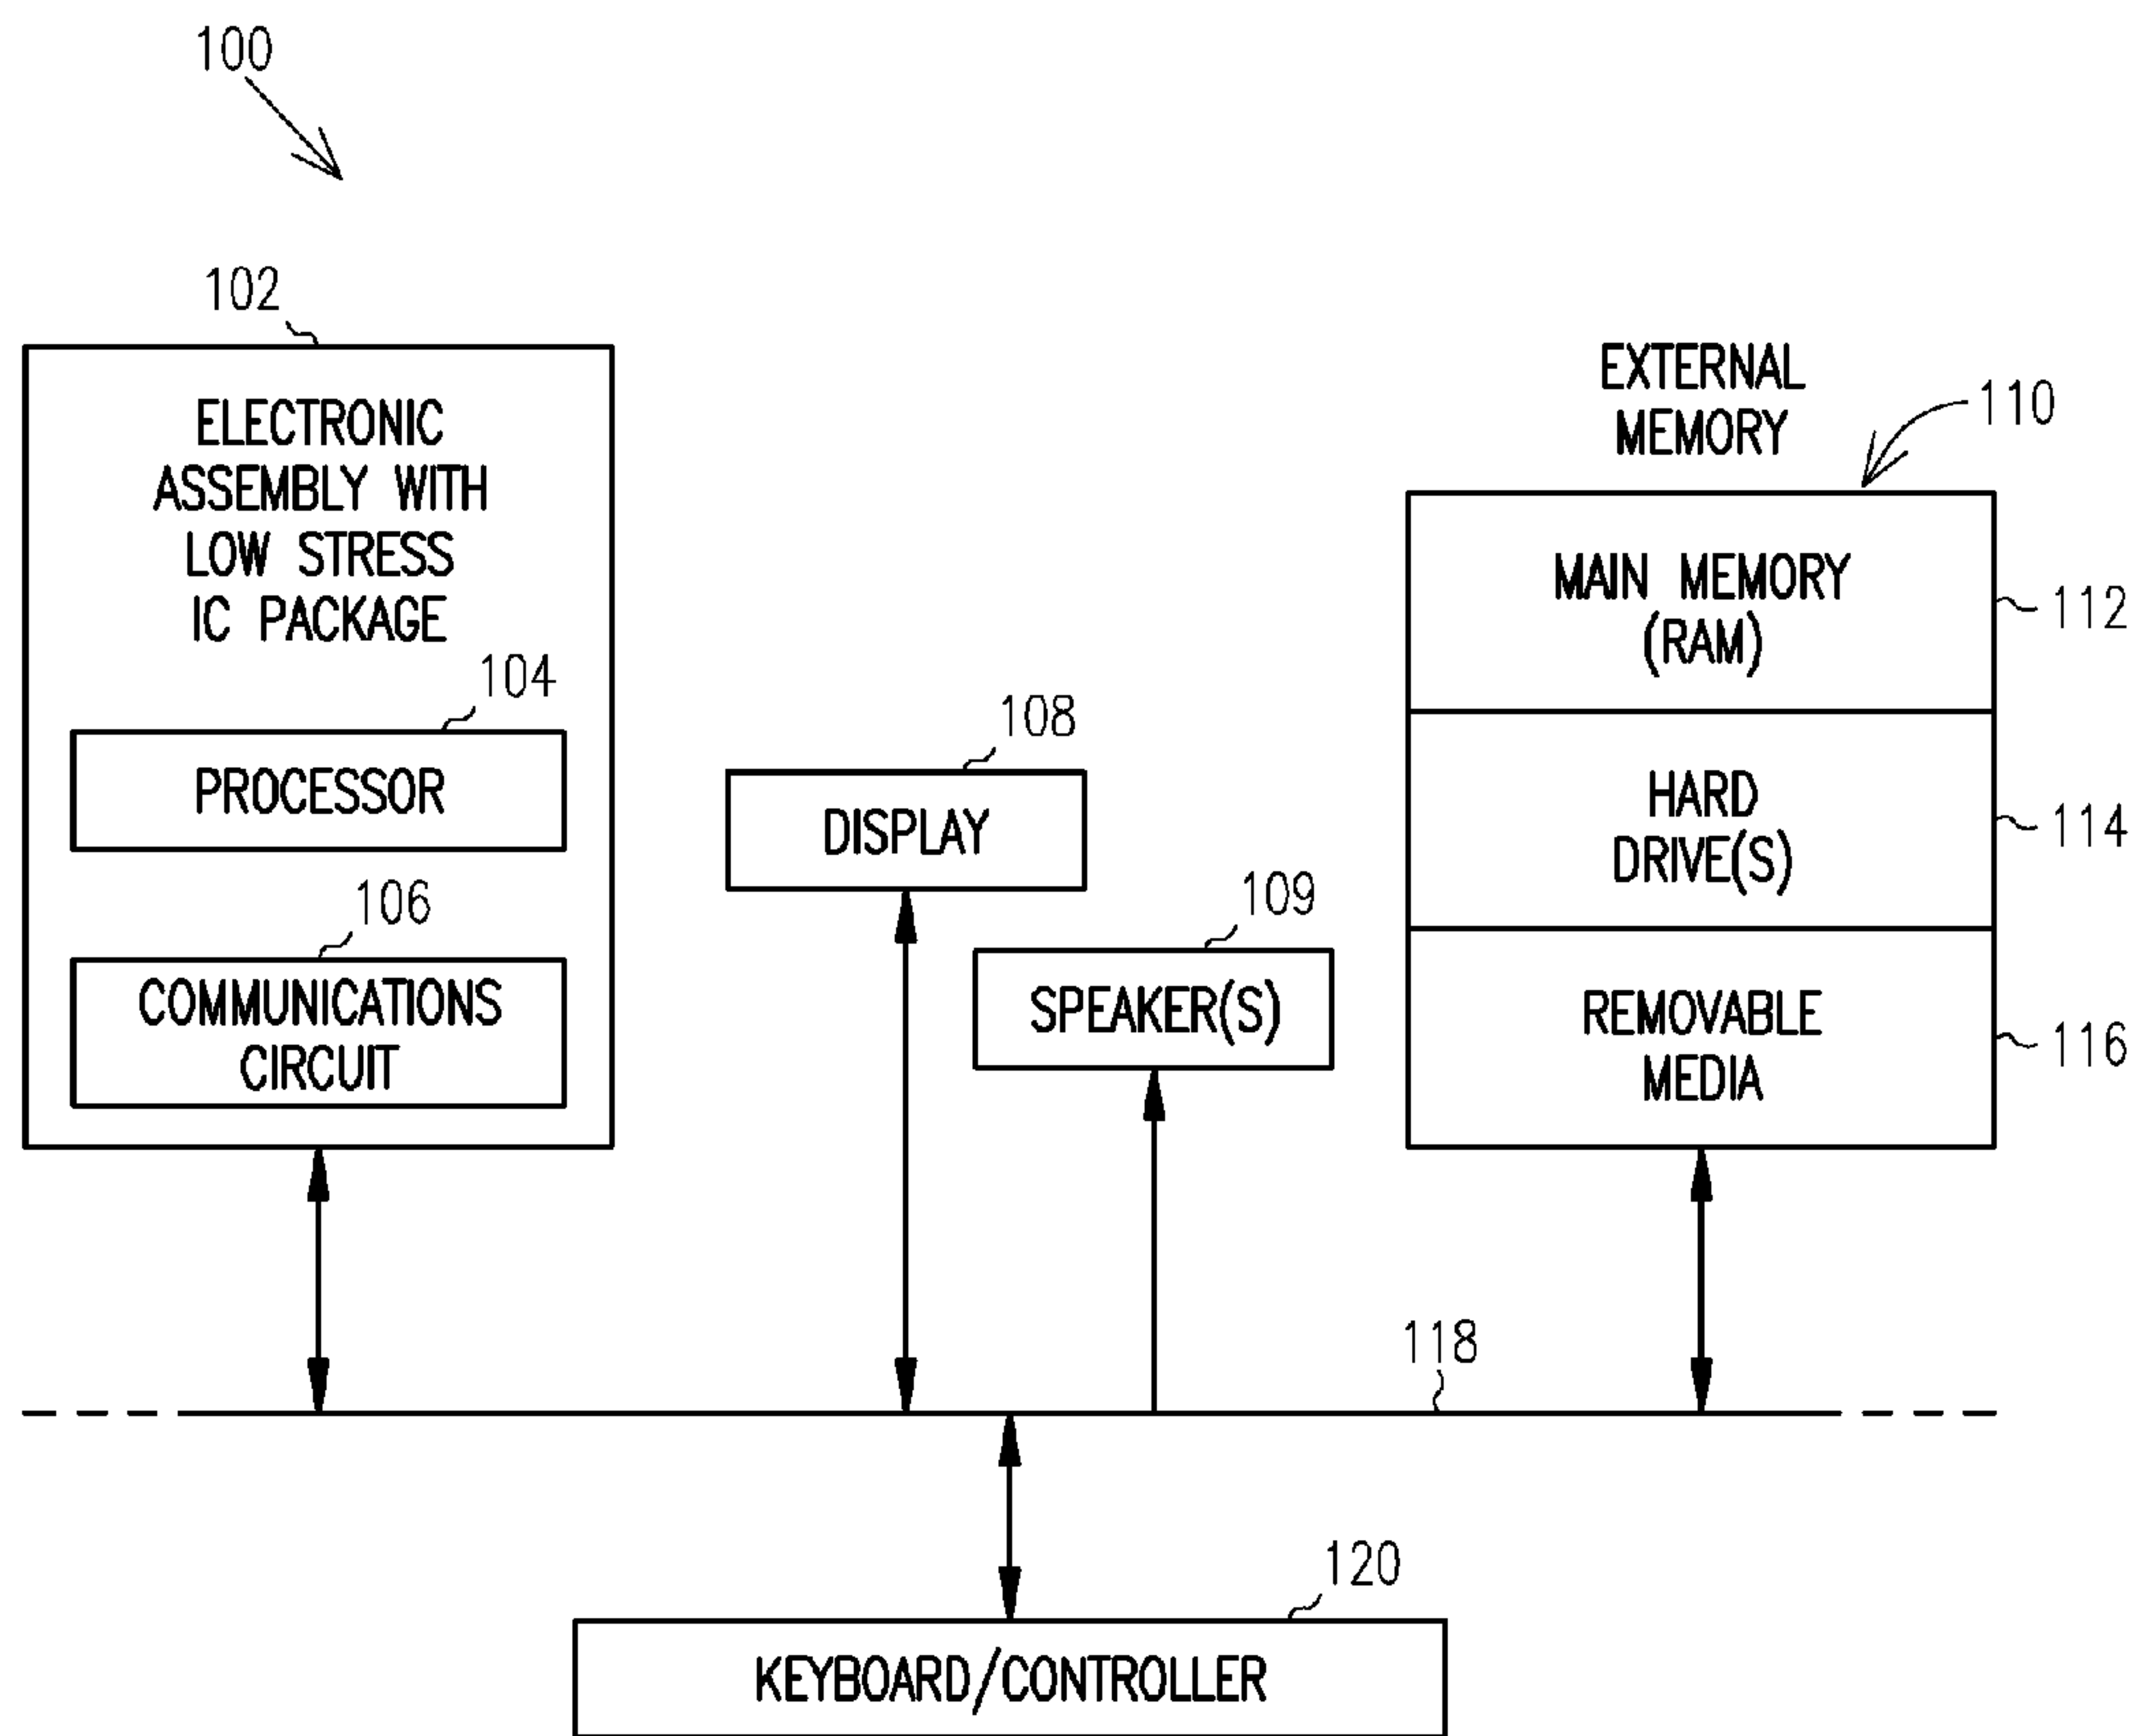 100
102
ELECTRONIC
ASSEMBLY WITH
LOW STRESS
IC PACKAGE
104
PROCESSOR
106
COMMUNICATIONS
CIRCUIT
108
DISPLAY
109
SPEAKER(S)
EXTERNAL
MEMORY
110
MAIN MEMORY
(RAM)
112
HARD
DRIVE(S)
114
REMOVABLE
MEDIA
116
118
120
KEYBOARD/CONTROLLER